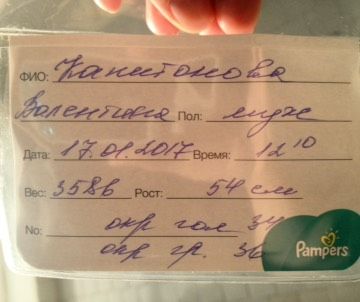 ФИО: Капитонова
Валентина Пол: муж
Дата: 17.01.2017 Время: 12 10
Вес: 3586 Рост: 54 см
No: окр гол 34
окр гр. 36
Pampers